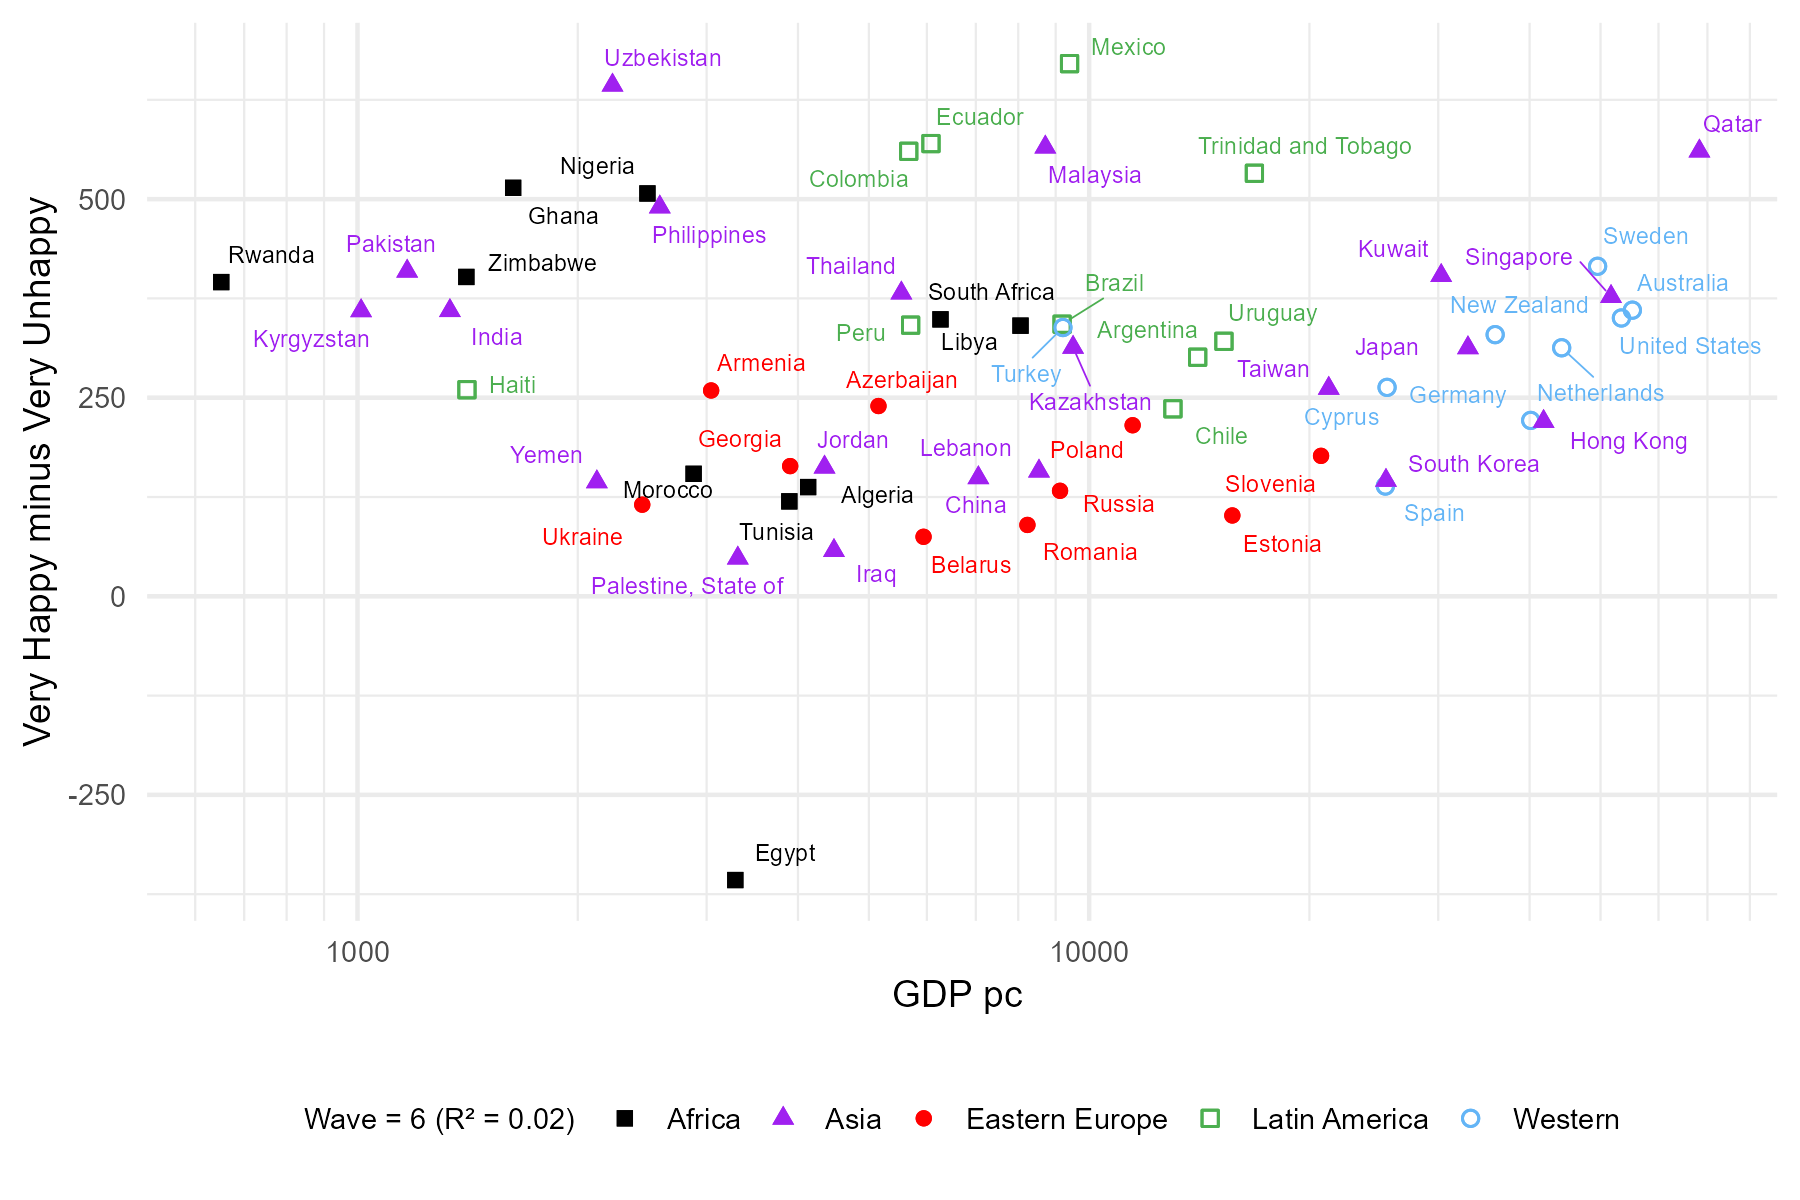 Mexico
Uzbekistan
Ecuador
Qatar
Trinidad and Tobago
Nigeria
Colombia
Malaysia
500
Ghana
Philippines
Sweden
Pakistan
Kuwait
Rwanda
Zimbabwe
Singapore
Thailand
Brazil
Australia
South Africa
New Zealand
Uruguay
Kyrgyzstan
India
Peru
Libya
Argentina
Japan
United States
Armenia
Turkey
Taiwan
Haiti
Azerbaijan
250
Kazakhstan
Germany
Netherlands
Cyprus
Georgia
Jordan
Chile
Hong Kong
Yemen
Lebanon
Poland
South Korea
Morocco
Algeria
China
Russia
Slovenia
Spain
Ukraine
Tunisia
Romania
Estonia
Belarus
Iraq
Palestine, State of
0
-250
Egypt
Very Happy minus Very Unhappy
1000
10000
GDP pc
Wave = 6 (R² = 0.02)
Africa
Asia
Eastern Europe
Latin America
Western